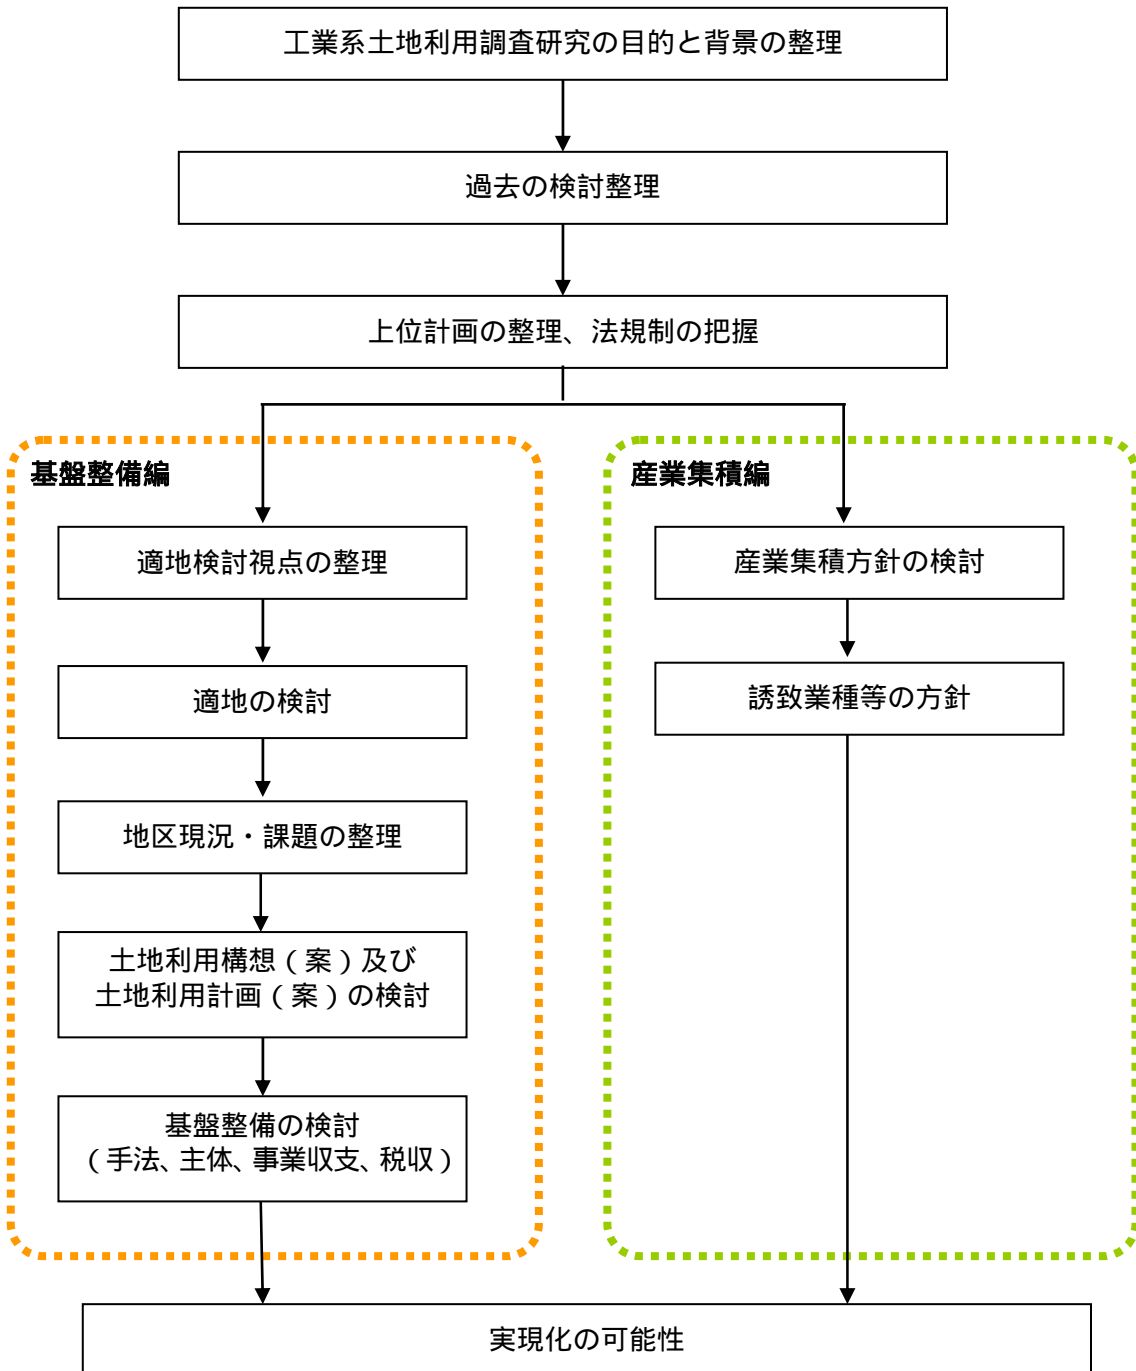 工業系土地利用調査研究の目的と背景の整理
過去の検討整理
上位計画の整理、法規制の把握
基盤整備編
適地検討視点の整理
適地の検討
地区現況・課題の整理
土地利用構想(案)及び
土地利用計画(案)の検討
基盤整備の検討
(手法、主体、事業収支、税収)
産業集積編
産業集積方針の検討
誘致業種等の方針
実現化の可能性